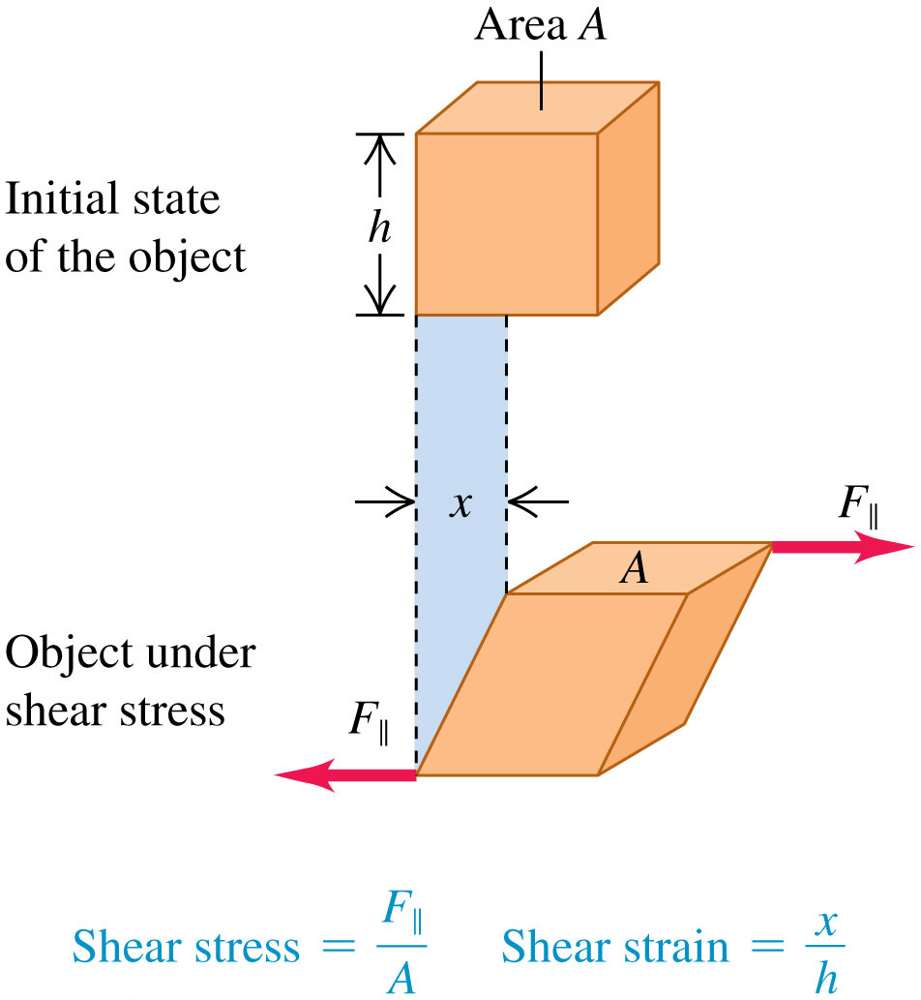 Area A
Initial state
of the object
h
x
F∥
A
Object under
shear stress
F∥
Shear stress = F∥/A
Shear strain = x/h